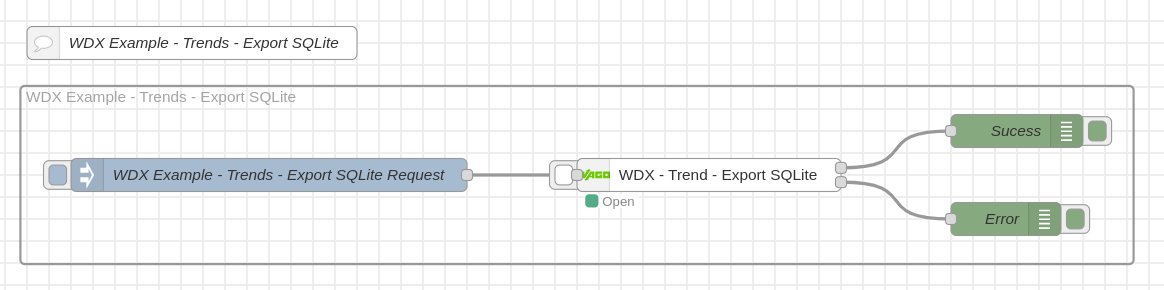 WDX Example - Trends - Export SQLite
WDX Example - Trends - Export SQLite
Sucess
WDX Example - Trends - Export SQLite Request
WAGO
WDX - Trend - Export SQLite
Open
Error